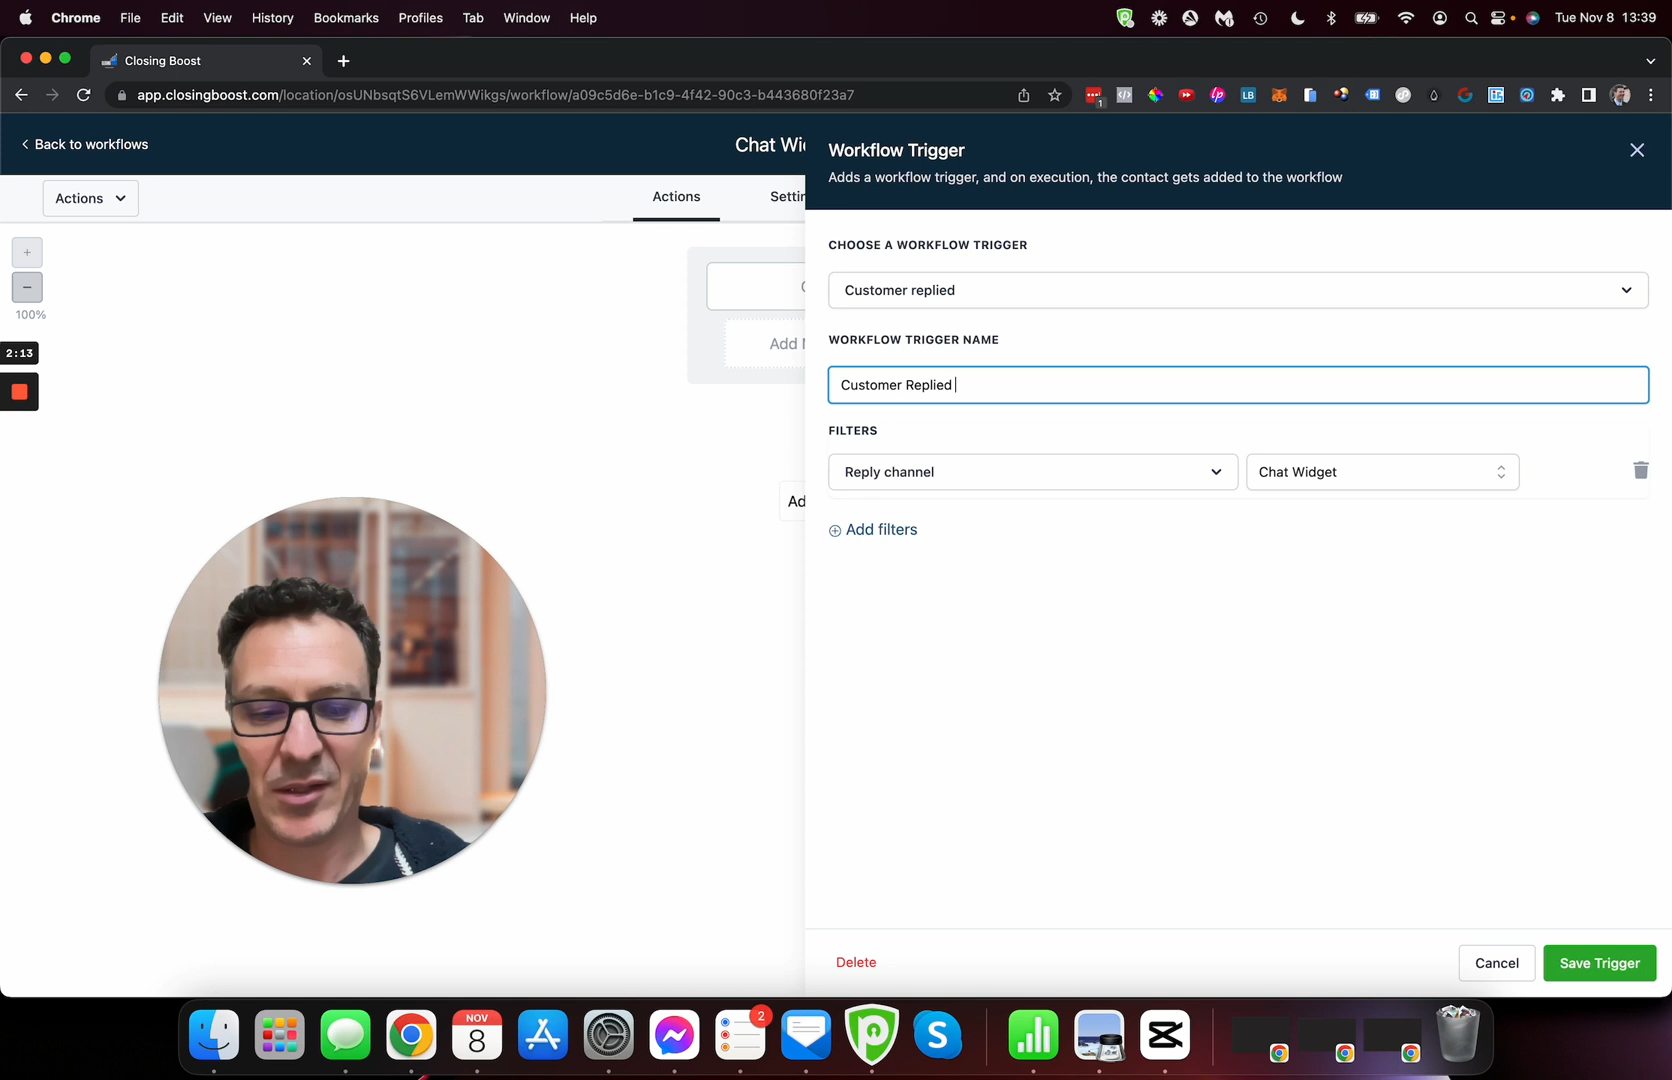 Chrome File Edit View History Bookmarks Profiles Tab Window Help
Tue Nov 8 13:39
Closing Boost
app.closingboost.com/location/osUNbsqtS6VLemWWikgs/workflow/a09c5d6e-b1c9-4f42-90c3-b443680f23a7
1
LB
Back to workflows
Chat Wi
Workflow Trigger
Adds a workflow trigger, and on execution, the contact gets added to the workflow
Actions
Actions
Settin
100%
2:13
Add
Ad
CHOOSE A WORKFLOW TRIGGER
Customer replied
WORKFLOW TRIGGER NAME
Customer Replied
FILTERS
Reply channel
Chat Widget
Add filters
Delete
Cancel
Save Trigger
NOV
8
2
S